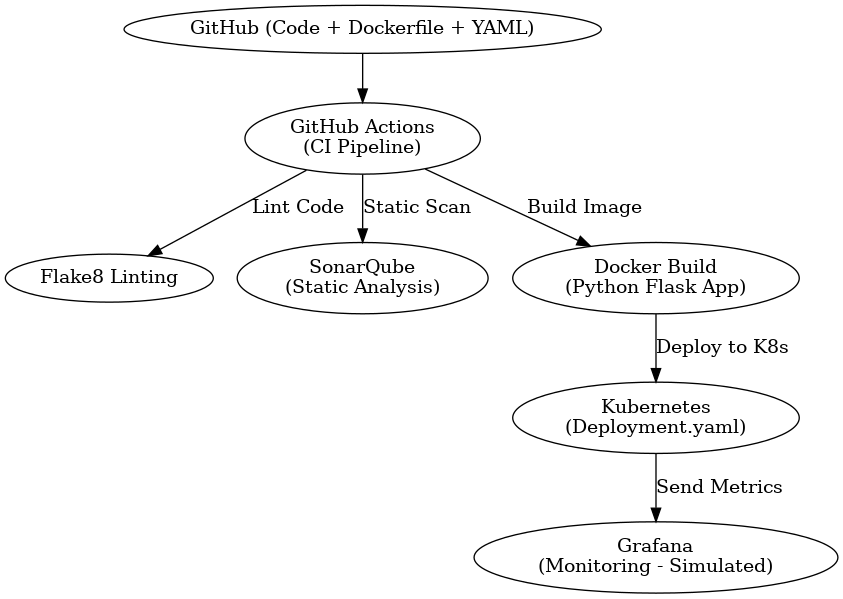 GitHub (Code + Dockerfile + YAML)
GitHub Actions
(CI Pipeline)
Lint Code
Static Scan
Build Image
Flake8 Linting
SonarQube
(Static Analysis)
Docker Build
(Python Flask App)
Deploy to K8s
Kubernetes
(Deployment.yaml)
Send Metrics
Grafana
(Monitoring - Simulated)